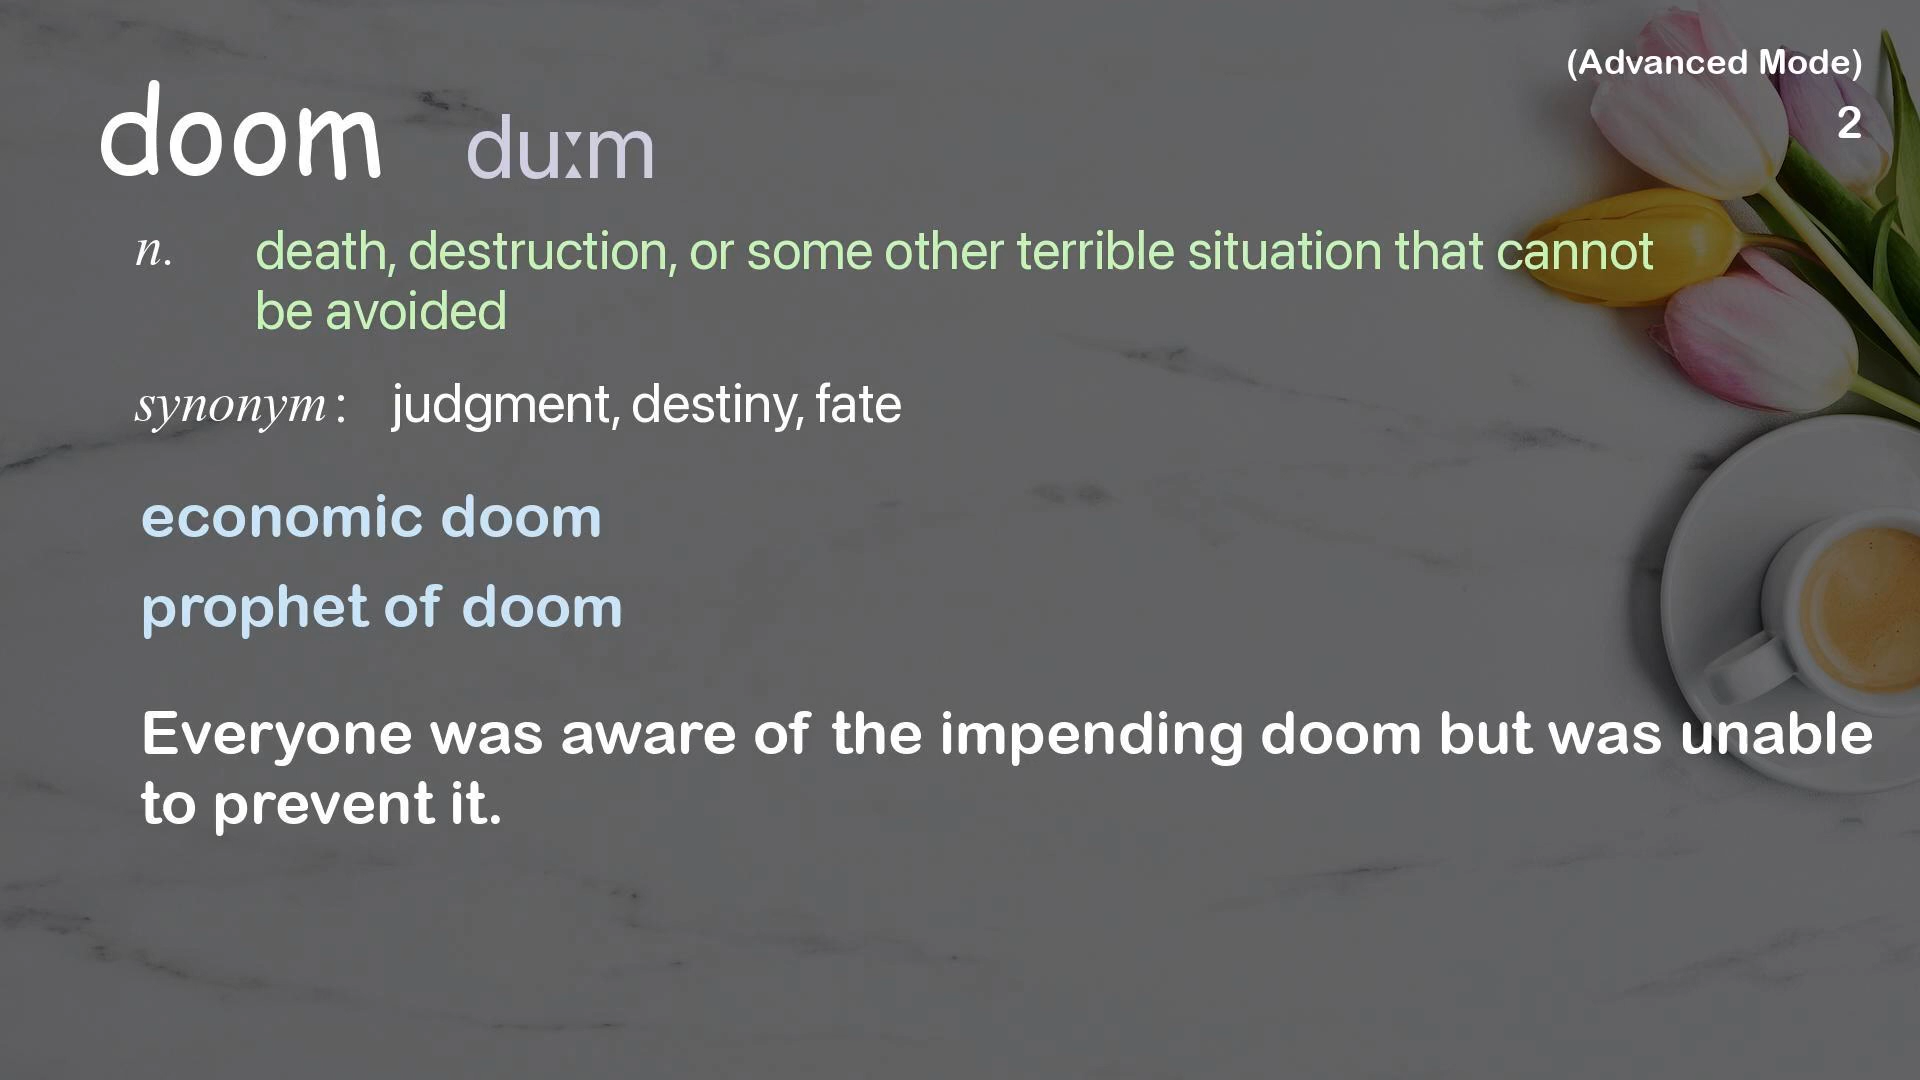 (Advanced Mode)
2
doom duːm
n. death, destruction, or some other terrible situation that cannot
be avoided
synonym: judgment, destiny, fate
economic doom
prophet of doom
Everyone was aware of the impending doom but was unable
to prevent it.